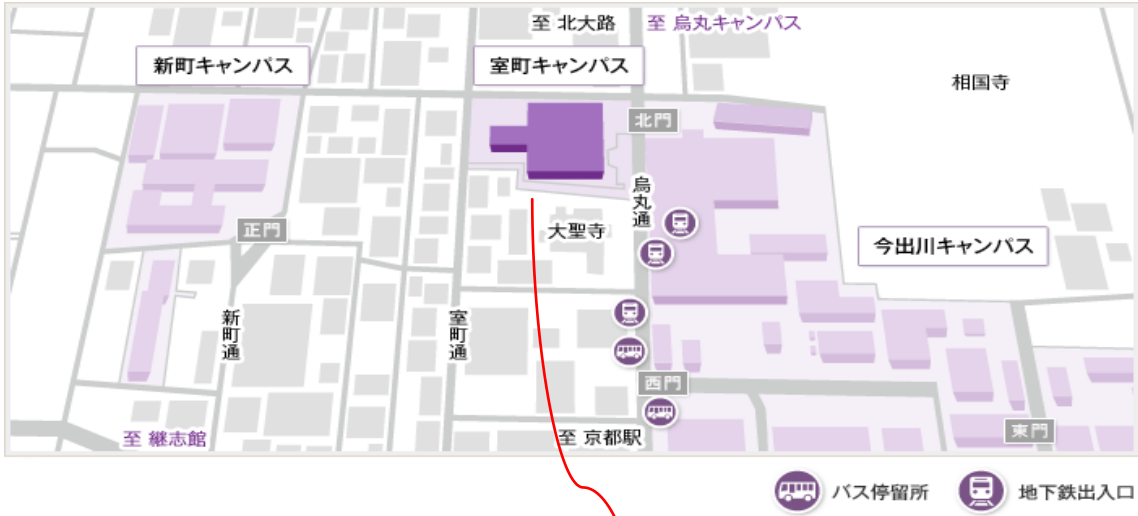 至 北大路
至 烏丸キャンパス
新町キャンパス
室町キャンパス
相国寺
北門
烏丸通
正門
大聖寺
今出川キャンパス
新町通
室町通
西門
至 継志館
至 京都駅
東門
バス停留所
地下鉄出入口